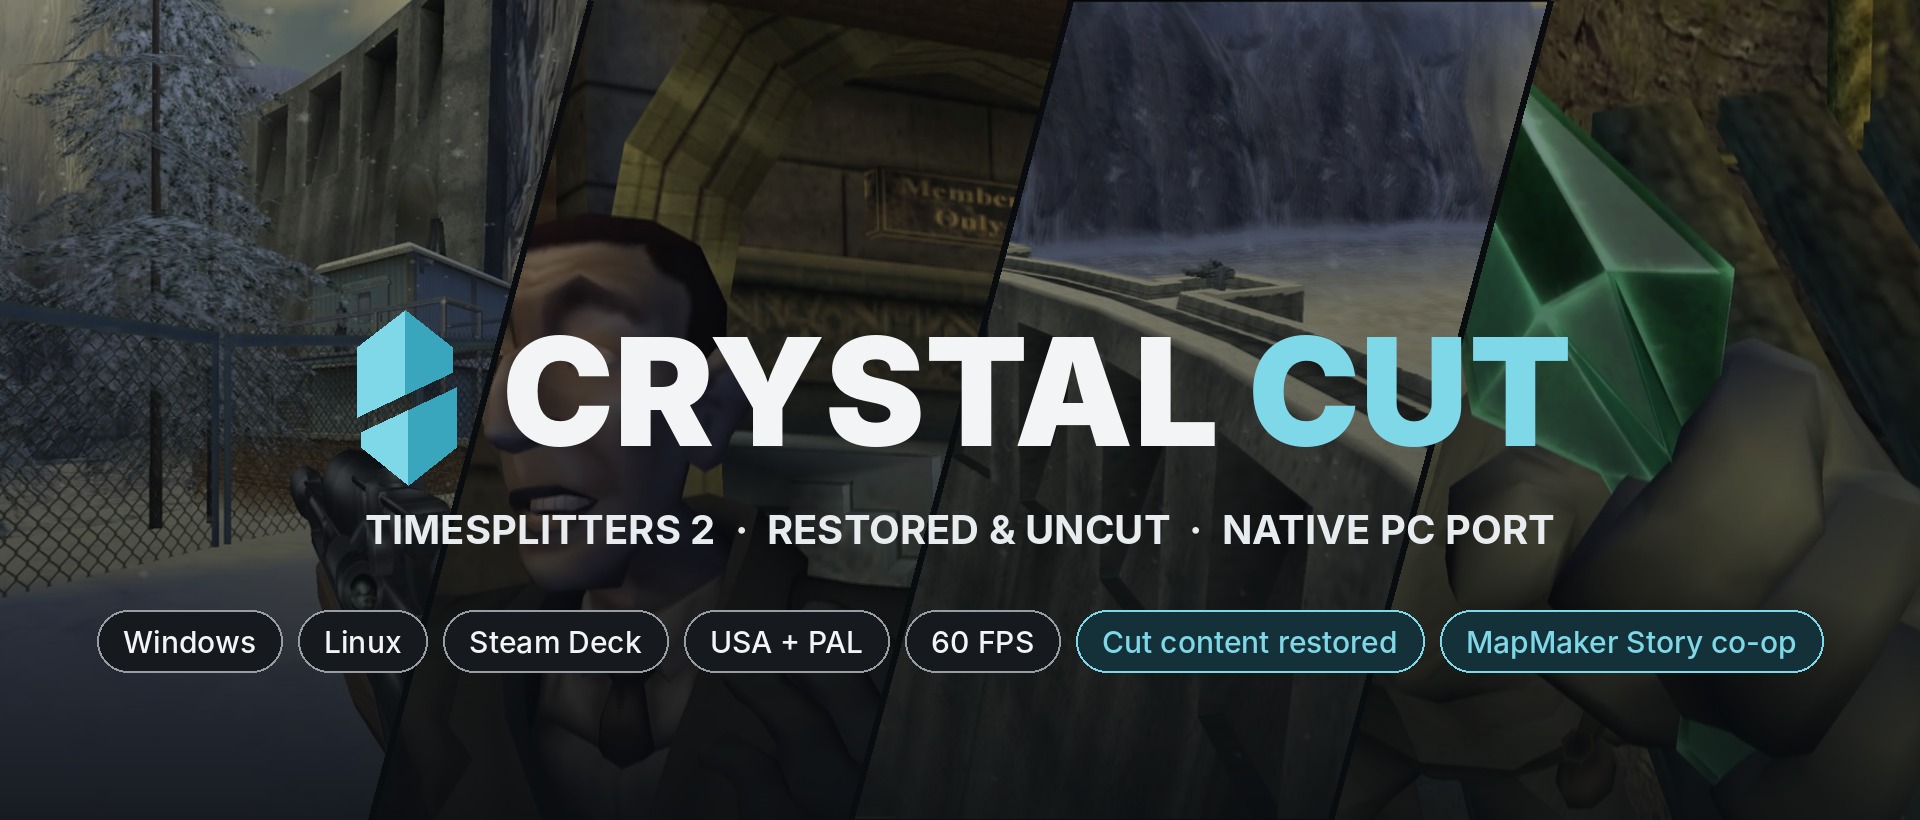 Member
Only
CRYSTAL CUT
TIMESPLITTERS 2 · RESTORED & UNCUT · NATIVE PC PORT
Windows
Linux
Steam Deck
USA + PAL
60 FPS
Cut content restored
MapMaker Story co-op